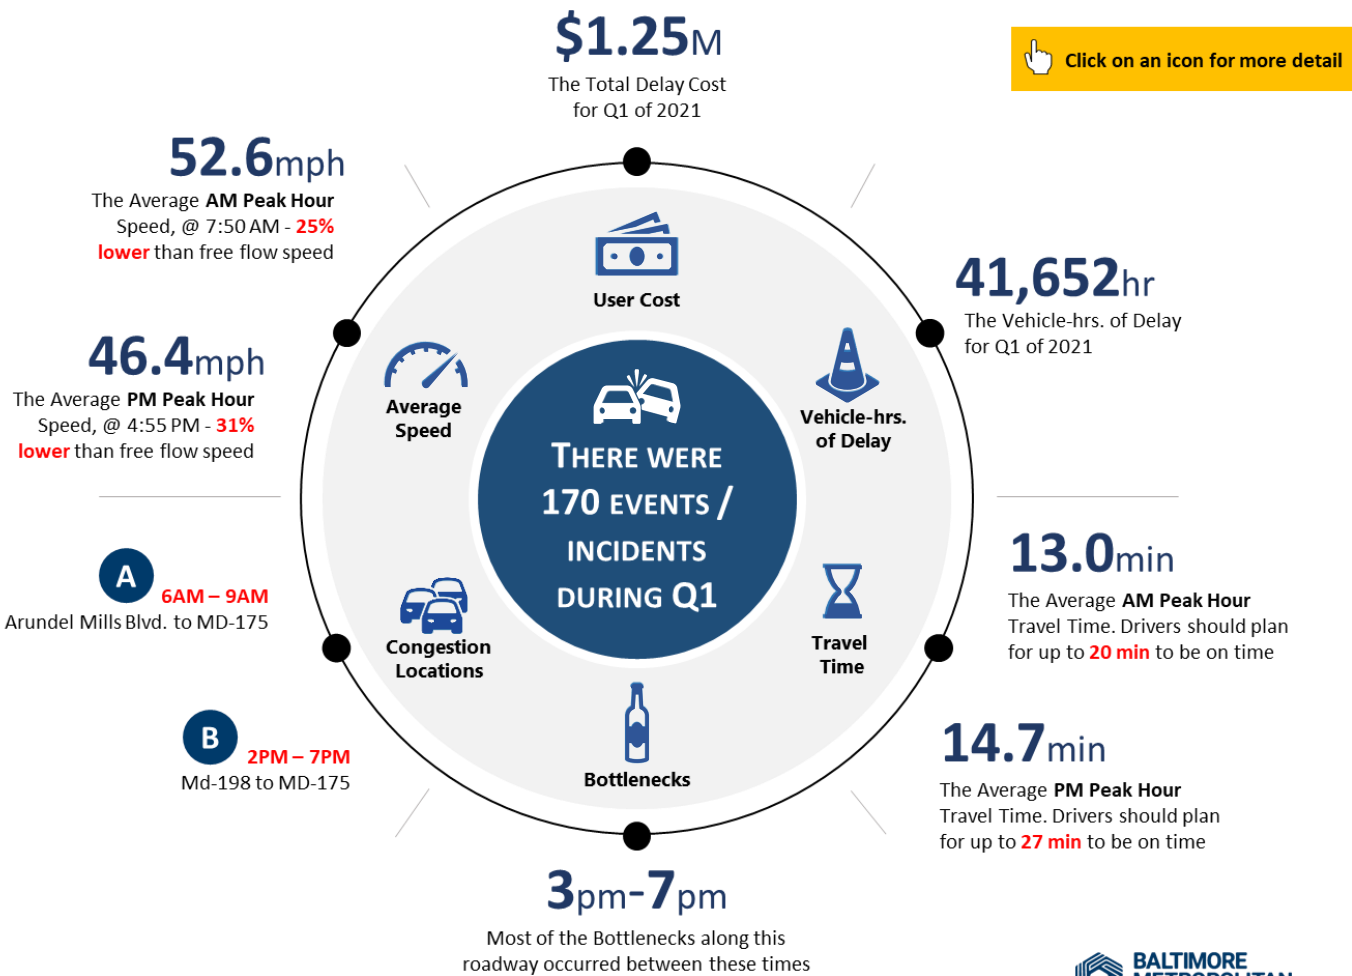 $1.25M
The Total Delay Cost
for Q1 of 2021
Click on an icon for more detail
52.6mph
The Average AM Peak Hour
Speed, @ 7:50 AM - 25%
lower than free flow speed
46.4mph
The Average PM Peak Hour
Speed, @ 4:55 PM - 31%
lower than free flow speed
A
6AM – 9AM
Arundel Mills Blvd. to MD-175
B
2PM – 7PM
Md-198 to MD-175
User Cost
Average
Speed
Vehicle-hrs.
of Delay
THERE WERE
170 EVENTS /
INCIDENTS
DURING Q1
Congestion
Locations
Travel
Time
Bottlenecks
41,652hr
The Vehicle-hrs. of Delay
for Q1 of 2021
13.0min
The Average AM Peak Hour
Travel Time. Drivers should plan
for up to 20 min to be on time
14.7min
The Average PM Peak Hour
Travel Time. Drivers should plan
for up to 27 min to be on time
3pm-7pm
Most of the Bottlenecks along this
roadway occurred between these times
BALTIMORE
METROPOLITAN